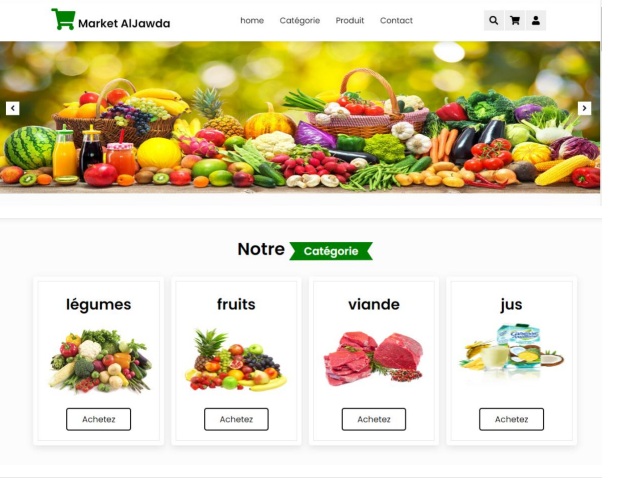 Market AlJawda
home Catégorie Produit Contact
Notre Catégorie
légumes fruits viande jus
Achetez Achetez Achetez Achetez